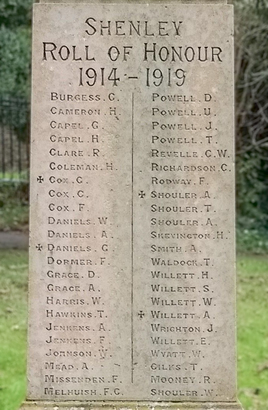 SHENLEY
ROLL OF HONOUR
1914-1919
BURGESS. C.
CAMERON. H.
CAPEL. G.
CAPEL. H.
CLARE. R.
COLEMAN. H.
✠ COX. C.
COX. C.
COX. F.
DANIELS. W.
DANIELS. A.
✠ DANIELS. C
DORMER. F.
GRACE. D.
GRACE. A.
HARRIS. W.
HAWKINS. T.
JENKENS. A.
JENKENS. F.
JOHNSON. W.
MEAD. A.
MISSENDEN. F.
MELHUISH. F. C.
POWELL. D.
POWELL. U.
POWELL. J.
POWELL. T.
REVELLE. C. W.
RICHARDSON. C.
RODWAY. F.
✠ SHOULER. A.
SHOULER. T.
SHOULER. A.
SKEVINGTON. H.
SMITH. A.
WALDOCK. T.
WILLETT. H.
WILLETT. S.
WILLETT. W.
✠ WILLETT. A.
WRIGHTON. J.
WILLETT. E.
WYATT. W.
GILES. T.
MOONEY. R.
SHOULER. W.